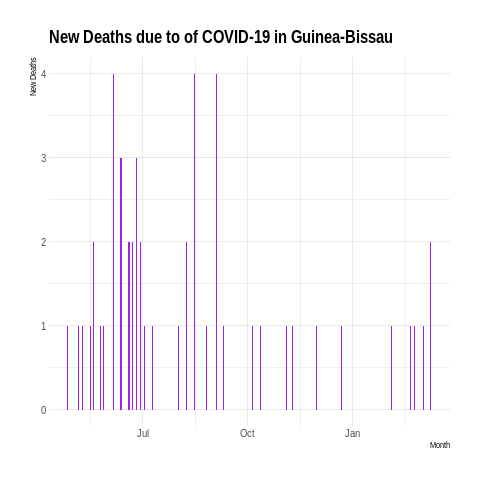 New Deaths due to of COVID-19 in Guinea-Bissau
New Deaths
4
3
2
1
0
Jul Oct Jan
Month